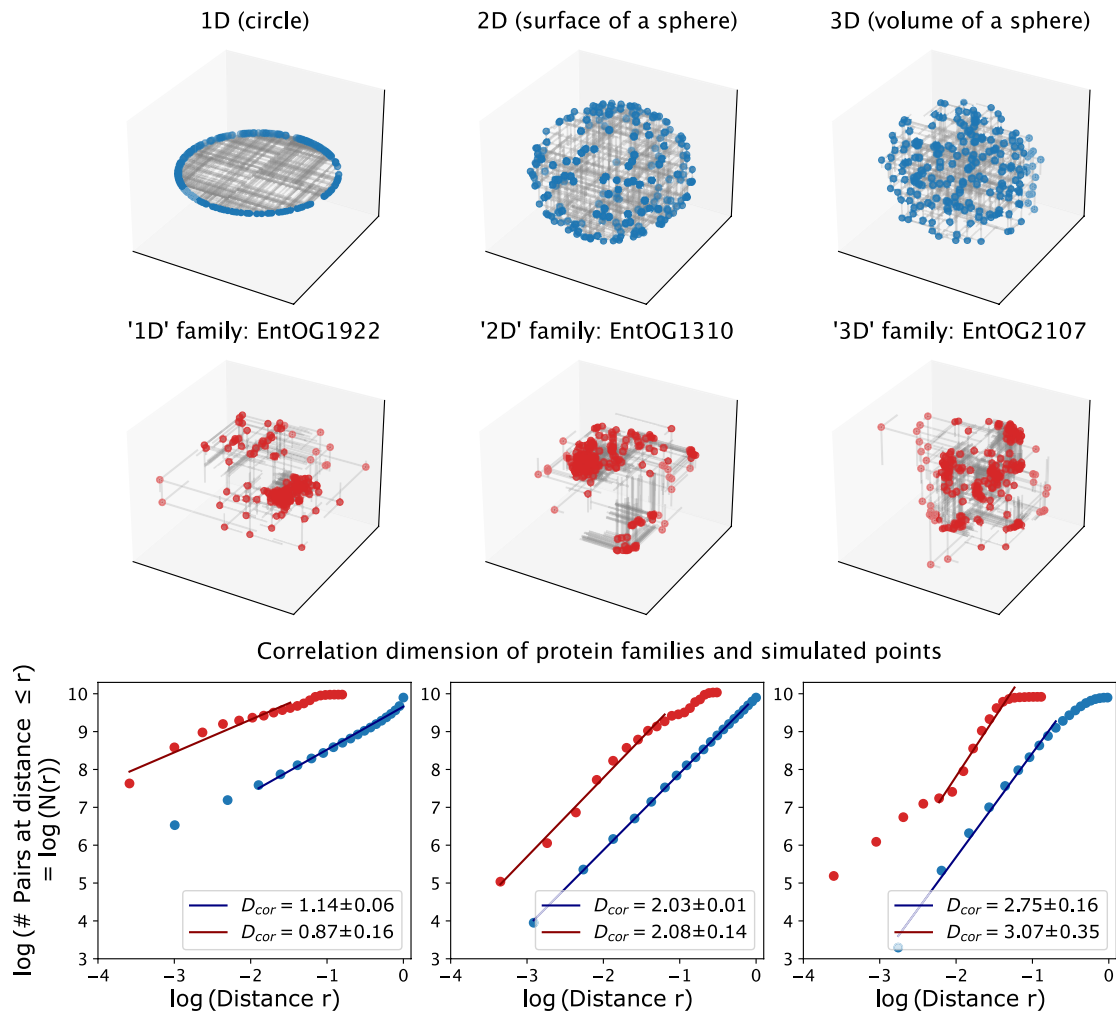 1D (circle)
2D (surface of a sphere)
3D (volume of a sphere)
'1D' family: EntOG1922
'2D' family: EntOG1310
'3D' family: EntOG2107
Correlation dimension of protein families and simulated points
log (# Pairs at distance ≤ r)
= log (N(r))
10
9
8
7
6
5
4
3
−4
−3
−2
−1
0
D_cor = 1.14±0.06
D_cor = 0.87±0.16
log (Distance r)
10
9
8
7
6
5
4
3
−4
−3
−2
−1
0
D_cor = 2.03±0.01
D_cor = 2.08±0.14
log (Distance r)
10
9
8
7
6
5
4
3
−4
−3
−2
−1
0
D_cor = 2.75±0.16
D_cor = 3.07±0.35
log (Distance r)